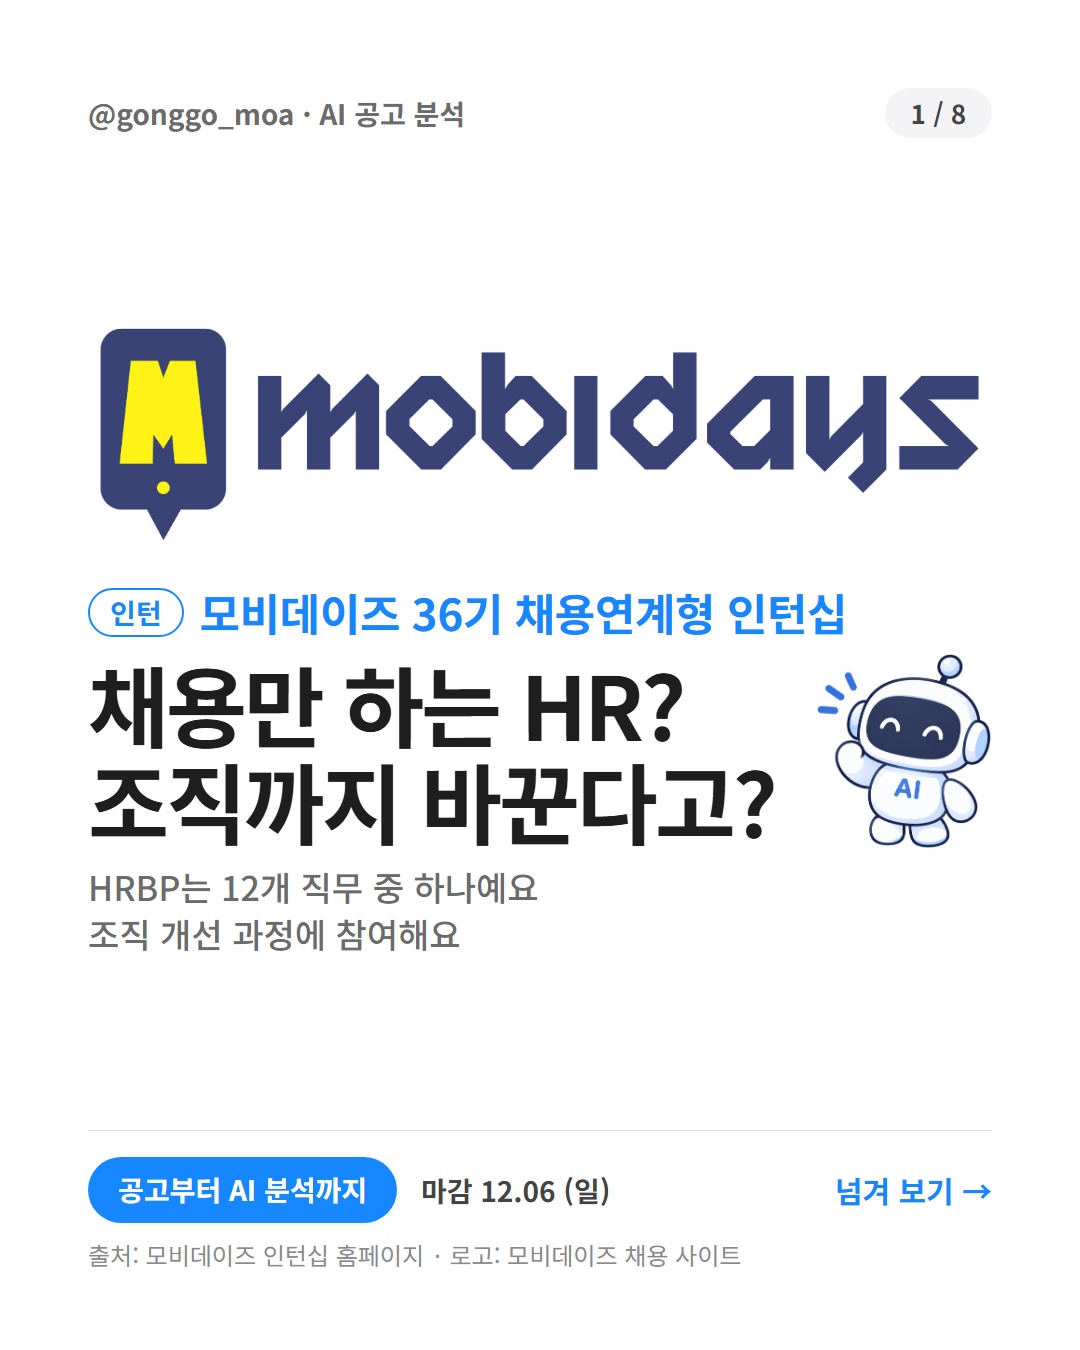 @gonggo_moa · AI 공고 분석
1 / 8
M mobidays
인턴 모비데이즈 36기 채용연계형 인턴십
채용만 하는 HR?
조직까지 바꾼다고?
AI
HRBP는 12개 직무 중 하나예요
조직 개선 과정에 참여해요
공고부터 AI 분석까지 마감 12.06 (일) 넘겨 보기 →
출처: 모비데이즈 인턴십 홈페이지 · 로고: 모비데이즈 채용 사이트